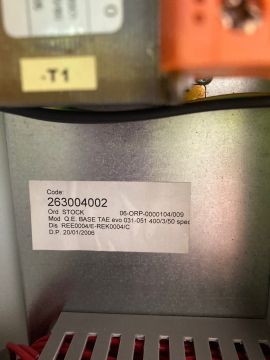 -T1
Code:
263004002
Ord STOCK 06-ORP-0000104/009
Mod Q.E. BASE TAE evo 031-051 400/3/50 spec
Dis REE0004/E-REK0004/C
D.P. 20/01/2006